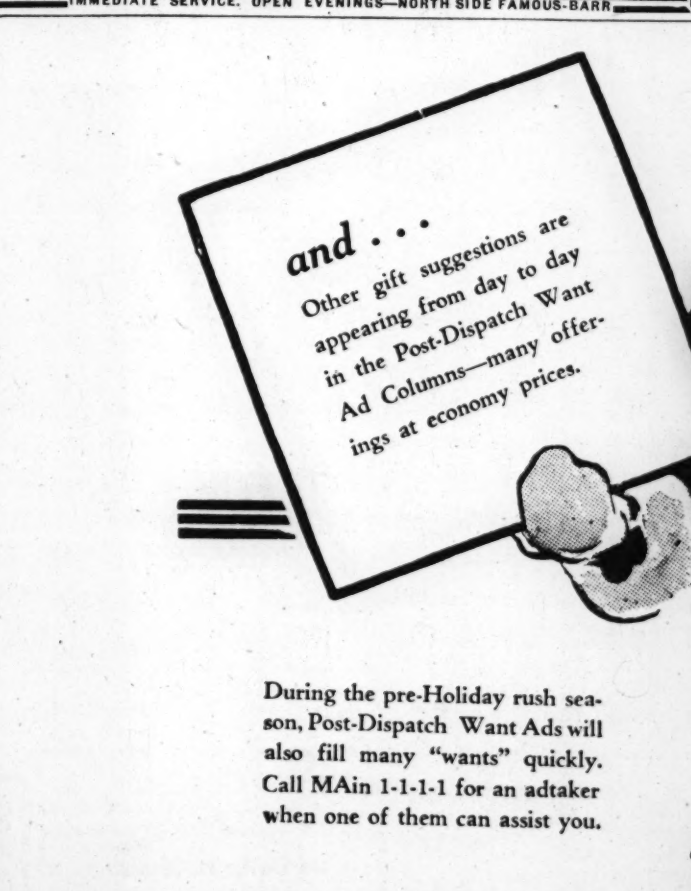 IMMEDIATE SERVICE. OPEN EVENINGS—NORTH SIDE FAMOUS-BARR
and . . .
Other gift suggestions are
appearing from day to day
in the Post-Dispatch Want
Ad Columns—many offer-
ings at economy prices.
During the pre-Holiday rush sea-
son, Post-Dispatch Want Ads will
also fill many “wants” quickly.
Call MAin 1-1-1-1 for an adtaker
when one of them can assist you.